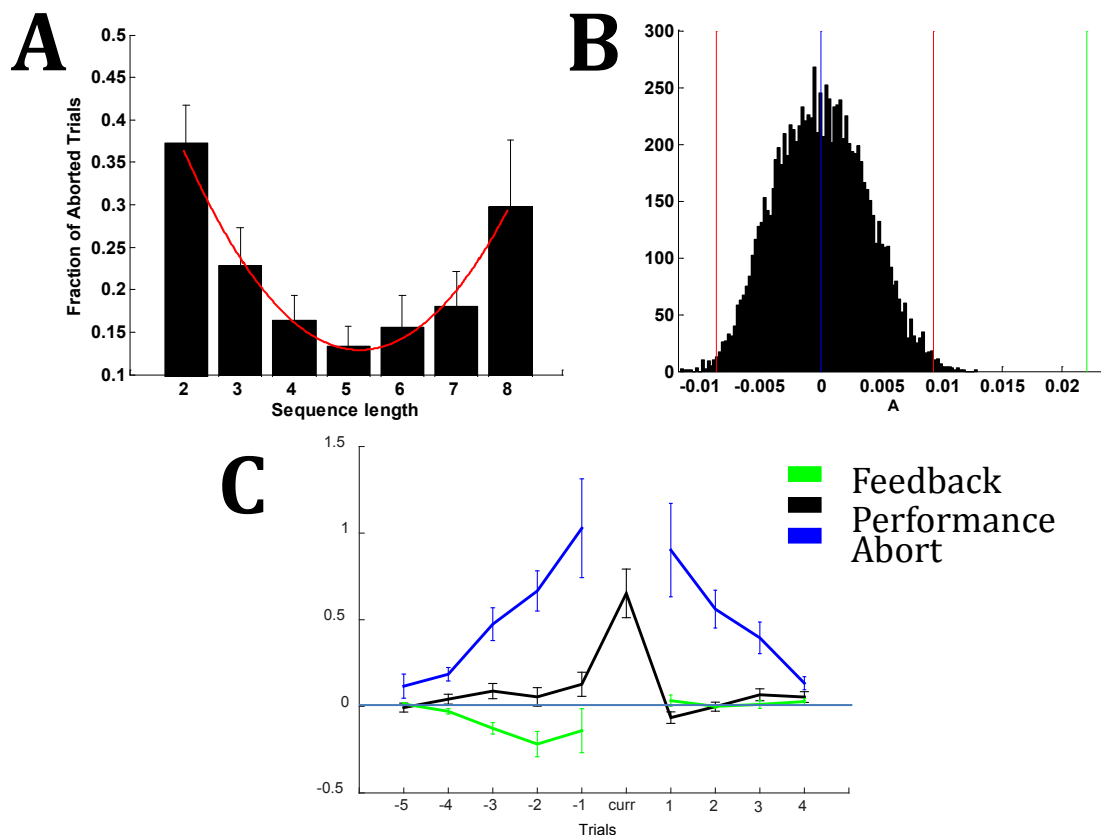 A
0.5
0.45
0.4
0.35
0.3
0.25
0.2
0.15
0.1
Fraction of Aborted Trials
2 3 4 5 6 7 8
Sequence length
B
300
250
200
150
100
50
0
-0.01 -0.005 0 0.005 0.01 0.015 0.02
A
C
1.5
1
0.5
0
-0.5
-5 -4 -3 -2 -1 curr 1 2 3 4
Trials
Feedback
Performance
Abort